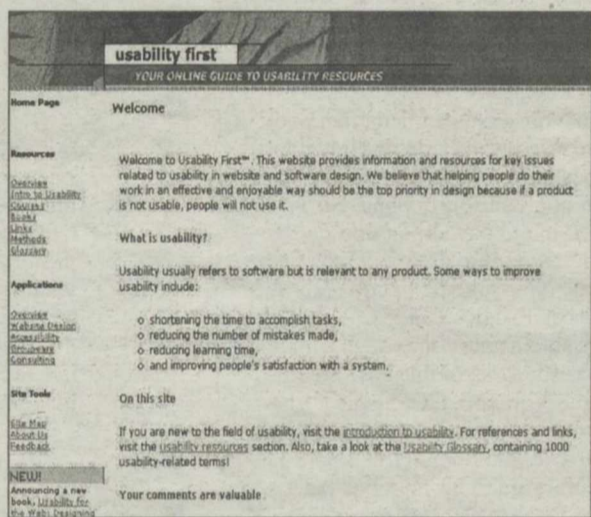 usability first
YOUR ONLINE GUIDE TO USABILITY RESOURCES
Home Page
Resources
Overview
Intro to Usability
Courses
Books
Links
Methods
Glossary
Applications
Overview
Website Design
Accessibility
Groupware
Consulting
Site Tools
Site Map
About Us
Feedback
NEW!
Announcing a new
book, Usability for
the Web: Designing
Welcome
Welcome to Usability First™. This website provides information and resources for key issues
related to usability in website and software design. We believe that helping people do their
work in an effective and enjoyable way should be the top priority in design because if a product
is not usable, people will not use it.
What is usability?
Usability usually refers to software but is relevant to any product. Some ways to improve
usability include:
◇ shortening the time to accomplish tasks,
◇ reducing the number of mistakes made,
◇ reducing learning time,
◇ and improving people's satisfaction with a system.
On this site
If you are new to the field of usability, visit the introduction to usability. For references and links,
visit the usability resources section. Also, take a look at the Usability Glossary, containing 1000
usability-related terms!
Your comments are valuable